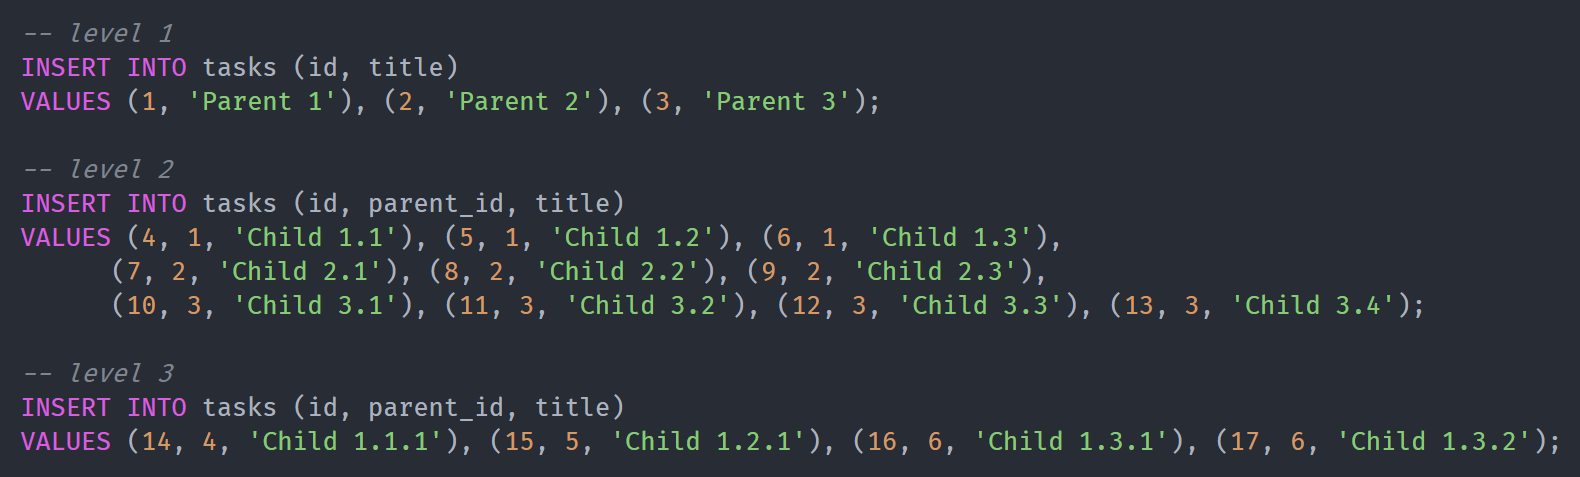 -- level 1
INSERT INTO tasks (id, title)
VALUES (1, 'Parent 1'), (2, 'Parent 2'), (3, 'Parent 3');
-- level 2
INSERT INTO tasks (id, parent_id, title)
VALUES (4, 1, 'Child 1.1'), (5, 1, 'Child 1.2'), (6, 1, 'Child 1.3'),
(7, 2, 'Child 2.1'), (8, 2, 'Child 2.2'), (9, 2, 'Child 2.3'),
(10, 3, 'Child 3.1'), (11, 3, 'Child 3.2'), (12, 3, 'Child 3.3'), (13, 3, 'Child 3.4');
-- level 3
INSERT INTO tasks (id, parent_id, title)
VALUES (14, 4, 'Child 1.1.1'), (15, 5, 'Child 1.2.1'), (16, 6, 'Child 1.3.1'), (17, 6, 'Child 1.3.2');